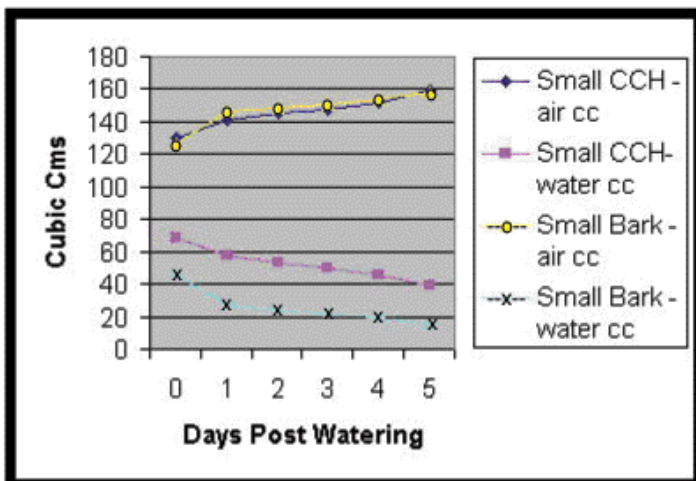 180
160
140
120
100
80
60
40
20
0
Cubic Cms
0 1 2 3 4 5
Days Post Watering
Small CCH -
air cc
Small CCH-
water cc
Small Bark -
air cc
Small Bark -
water cc